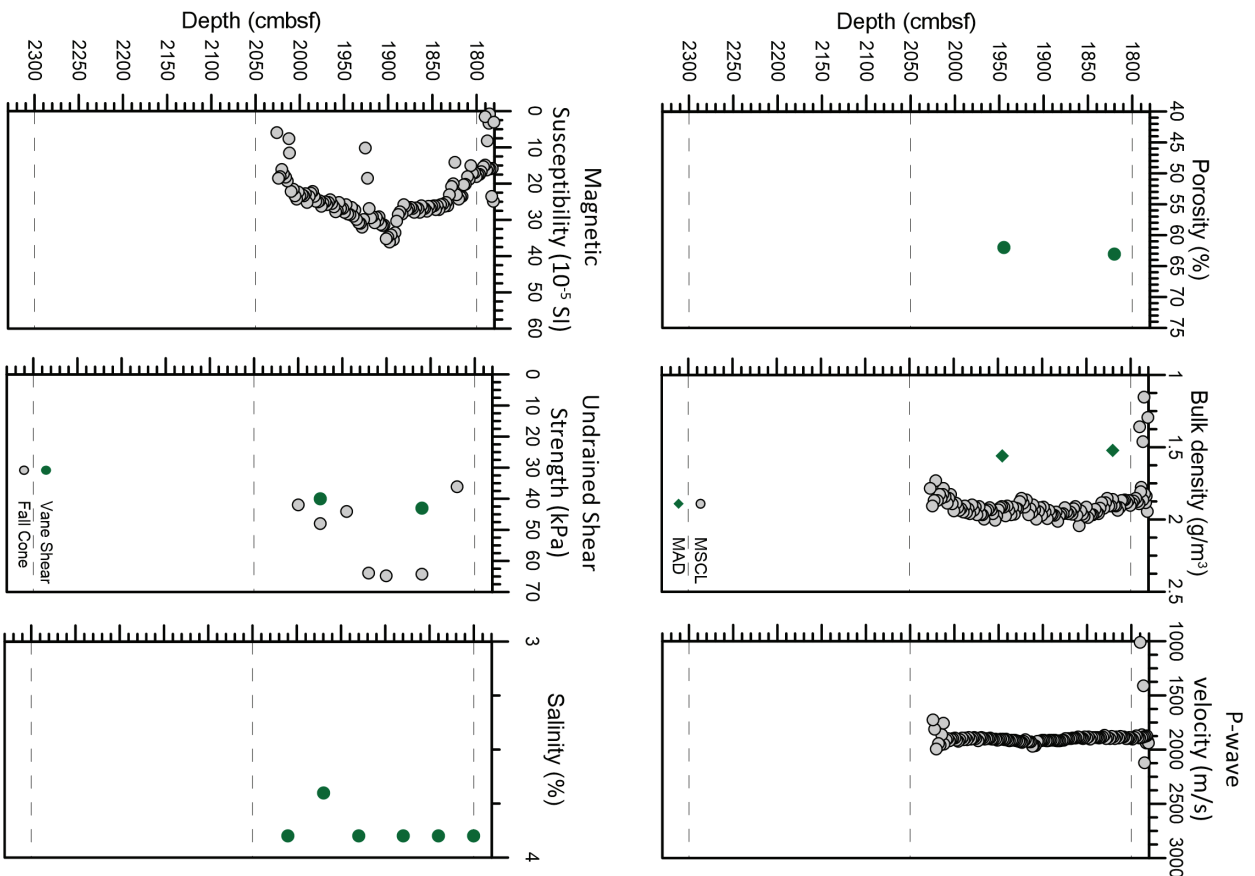 Depth (cmbsf)
1800
1850
1900
1950
2000
2050
2100
2150
2200
2250
2300
Porosity (%)
40 45 50 55 60 65 70 75
Bulk density (g/m³)
1 1.5 2 2.5
MSCL
MAD
P-wave
velocity (m/s)
1000 1500 2000 2500 3000
Depth (cmbsf)
1800
1850
1900
1950
2000
2050
2100
2150
2200
2250
2300
Magnetic
Susceptibility (10⁻⁵ SI)
0 10 20 30 40 50 60
Undrained Shear
Strength (kPa)
0 10 20 30 40 50 60 70
Vane Shear
Fall Cone
Salinity (%)
3 4